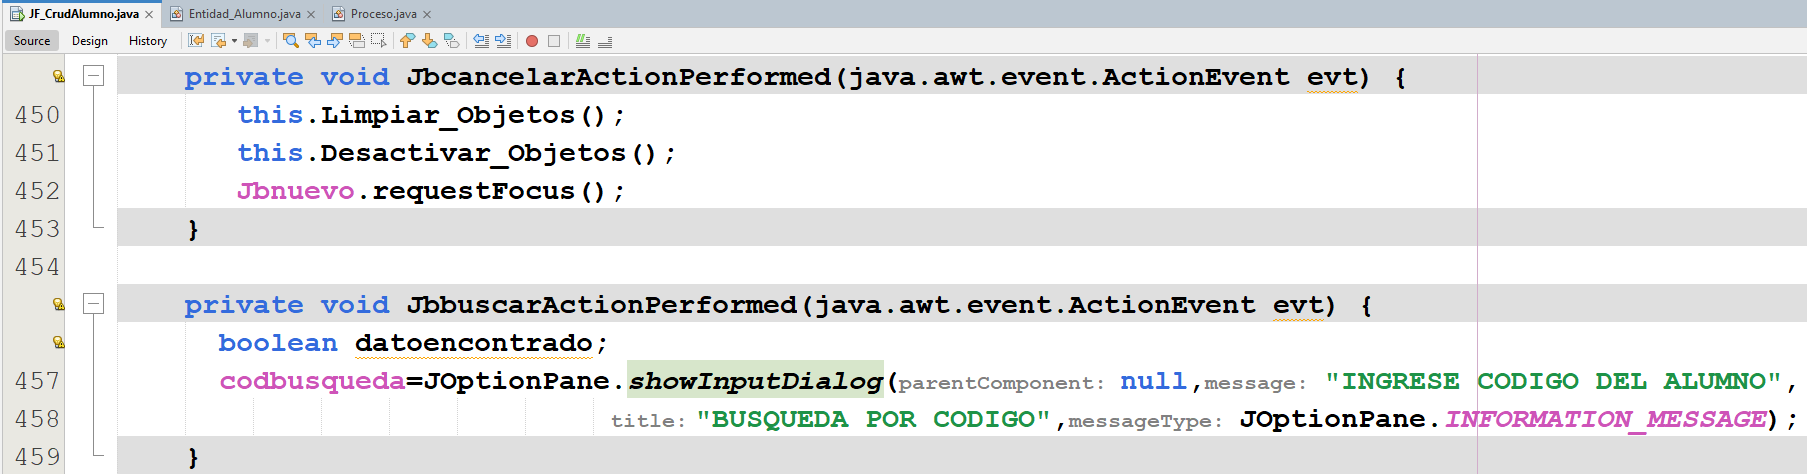 JF_CrudAlumno.java × Entidad_Alumno.java × Proceso.java ×
Source Design History
private void JbcancelarActionPerformed(java.awt.event.ActionEvent evt) {
450 this.Limpiar_Objetos();
451 this.Desactivar_Objetos();
452 Jbnuevo.requestFocus();
453 }
454
private void JbbuscarActionPerformed(java.awt.event.ActionEvent evt) {
boolean datoencontrado;
457 codbusqueda=JOptionPane.showInputDialog(parentComponent: null,message: "INGRESE CODIGO DEL ALUMNO",
458 title: "BUSQUEDA POR CODIGO",messageType: JOptionPane.INFORMATION_MESSAGE);
459 }